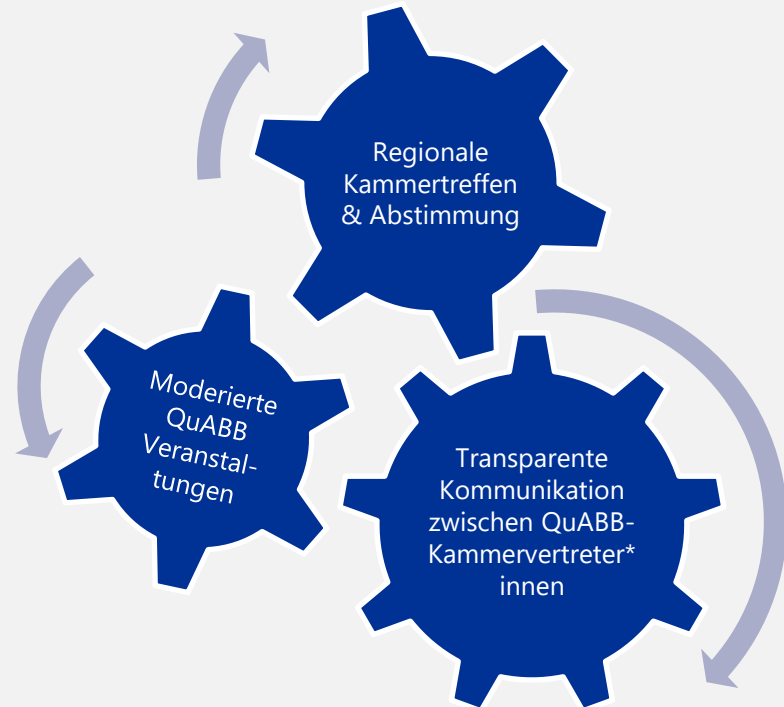 Regionale
Kammertreffen
& Abstimmung
Moderierte
QuABB
Veranstal-
tungen
Transparente
Kommunikation
zwischen QuABB-
Kammervertreter*
innen